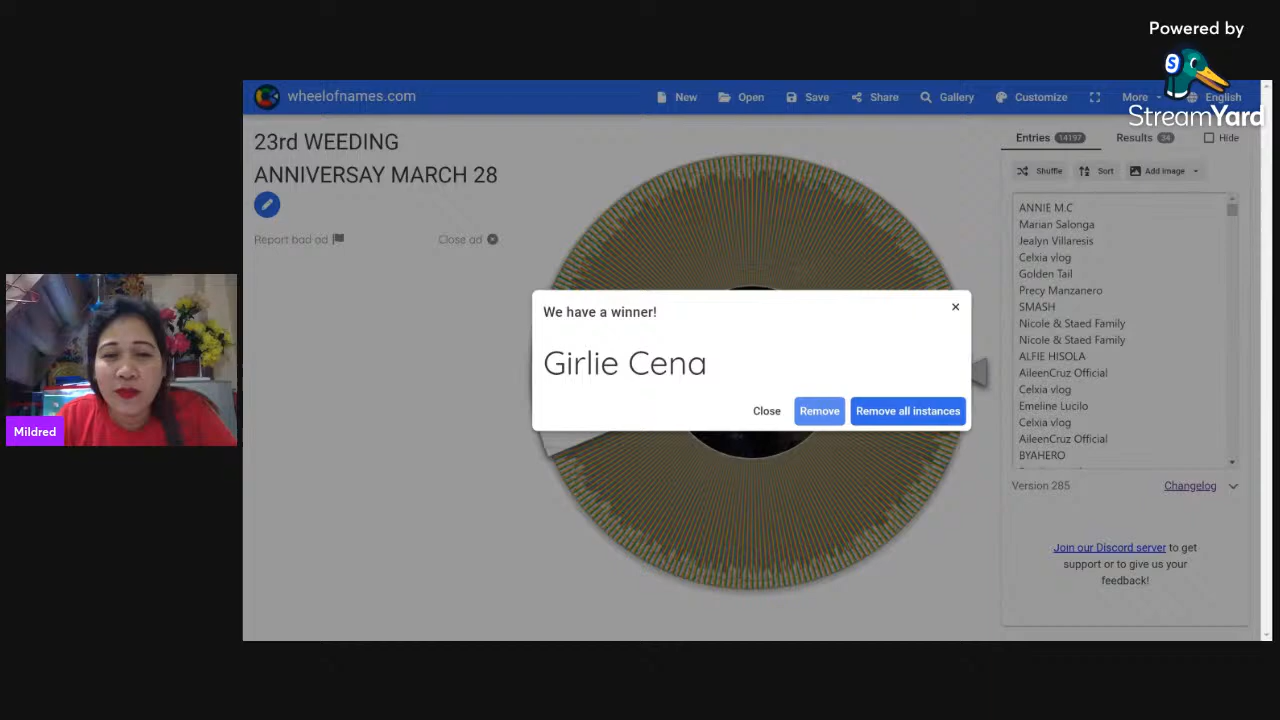 Powered by
StreamYard
wheelofnames.com
New
Open
Save
Share
Gallery
Customize
More
English
23rd WEEDING
ANNIVERSAY MARCH 28
Report bad ad
Close ad
Entries 14197
Results 34
Hide
Shuffle
Sort
Add Image
ANNIE M.C
Marian Salonga
Jealyn Villaresis
Celxia vlog
Golden Tail
Precy Manzanero
SMASH
Nicole & Staed Family
Nicole & Staed Family
ALFIE HISOLA
AileenCruz Official
Celxia vlog
Emeline Lucilo
Celxia vlog
AileenCruz Official
BYAHERO
We have a winner!
Girlie Cena
Close
Remove
Remove all instances
Mildred
Version 285
Changelog
Join our Discord server to get
support or to give us your
feedback!